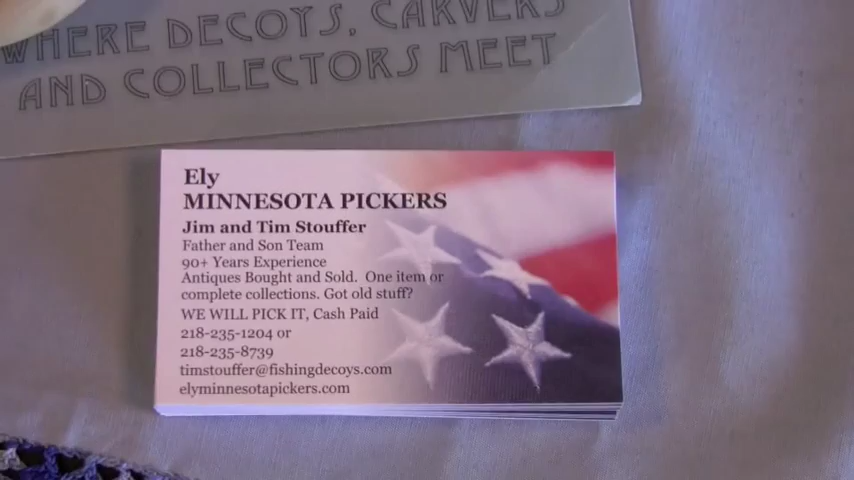 WHERE DECOYS, CARVERS
AND COLLECTORS MEET
Ely
MINNESOTA PICKERS
Jim and Tim Stouffer
Father and Son Team
90+ Years Experience
Antiques Bought and Sold. One item or
complete collections. Got old stuff?
WE WILL PICK IT, Cash Paid
218-235-1204 or
218-235-8739
timstouffer@fishingdecoys.com
elyminnesotapickers.com